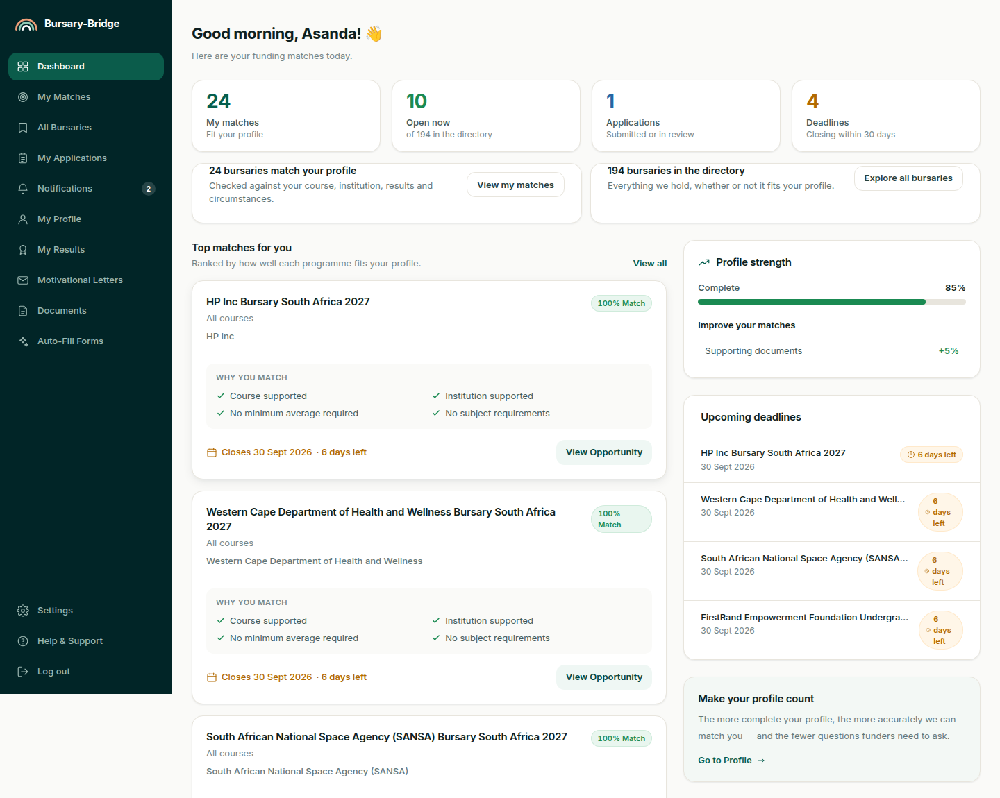 Bursary-Bridge
Dashboard
My Matches
All Bursaries
My Applications
Notifications
2
My Profile
My Results
Motivational Letters
Documents
Auto-Fill Forms
Settings
Help & Support
Log out
Good morning, Asanda! 👋
Here are your funding matches today.
24
My matches
Fit your profile
10
Open now
of 194 in the directory
1
Applications
Submitted or in review
4
Deadlines
Closing within 30 days
24 bursaries match your profile
Checked against your course, institution, results and
circumstances.
View my matches
194 bursaries in the directory
Everything we hold, whether or not it fits your profile.
Explore all bursaries
Top matches for you
Ranked by how well each programme fits your profile.
View all
HP Inc Bursary South Africa 2027
100% Match
All courses
HP Inc
WHY YOU MATCH
Course supported
Institution supported
No minimum average required
No subject requirements
Closes 30 Sept 2026 · 6 days left
View Opportunity
Western Cape Department of Health and Wellness Bursary South Africa
2027
100%
Match
All courses
Western Cape Department of Health and Wellness
WHY YOU MATCH
Course supported
Institution supported
No minimum average required
No subject requirements
Closes 30 Sept 2026 · 6 days left
View Opportunity
South African National Space Agency (SANSA) Bursary South Africa 2027
100% Match
All courses
South African National Space Agency (SANSA)
Profile strength
Complete
85%
Improve your matches
Supporting documents
+5%
Upcoming deadlines
HP Inc Bursary South Africa 2027
6 days left
30 Sept 2026
Western Cape Department of Health and Well...
30 Sept 2026
6
days
left
South African National Space Agency (SANSA...
30 Sept 2026
6
days
left
FirstRand Empowerment Foundation Undergra...
30 Sept 2026
6
days
left
Make your profile count
The more complete your profile, the more accurately we can
match you — and the fewer questions funders need to ask.
Go to Profile →